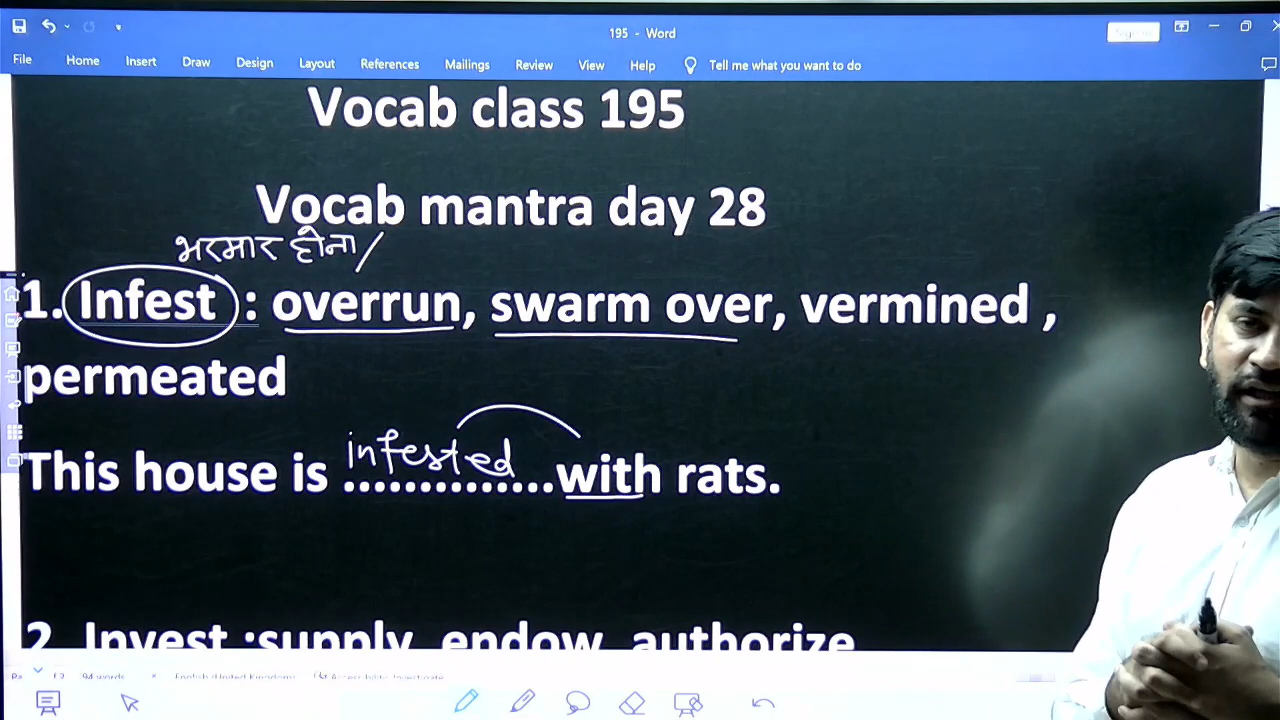 195 - Word
File Home Insert Draw Design Layout References Mailings Review View Help Tell me what you want to do
Vocab class 195
Vocab mantra day 28
भरमार होना/
1. Infest : overrun, swarm over, vermined ,
permeated
infested
This house is ...............with rats.
2. Invest :supply, endow, authorize